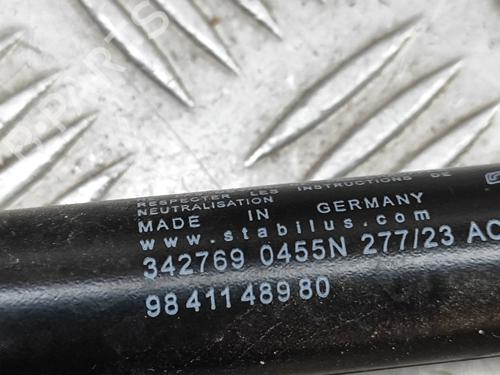 RESPECTER LES INSTRUCTIONS DE
NEUTRALISATION
MADE IN GERMANY
www.stabilus.com
342769 0455N 277/23 AC
98 411 489 80